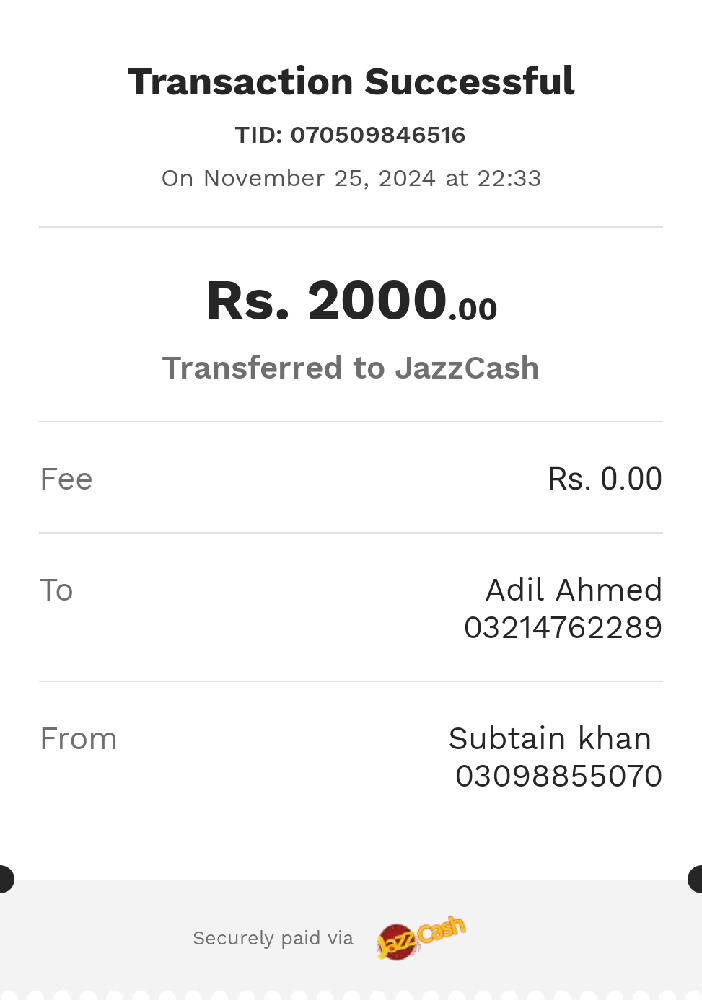 Transaction Successful
TID: 070509846516
On November 25, 2024 at 22:33
Rs. 2000.00
Transferred to JazzCash
Fee
Rs. 0.00
To
Adil Ahmed
03214762289
From
Subtain khan
03098855070
Securely paid via
JazzCash